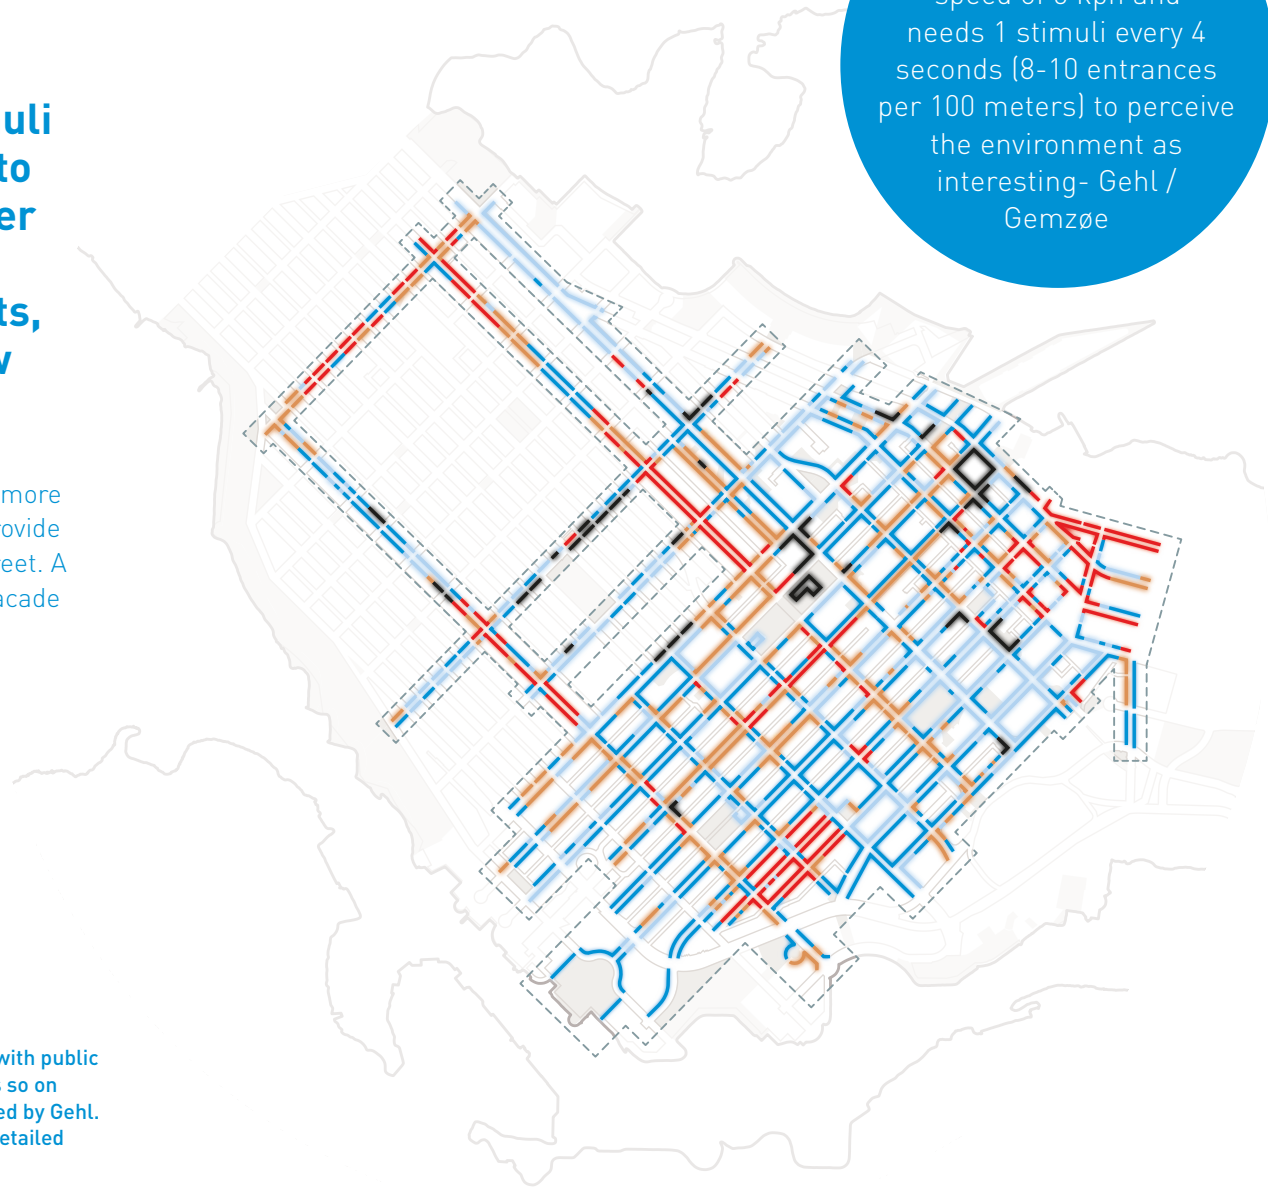 needs 1 stimuli every 4
seconds (8-10 entrances
per 100 meters) to perceive
the environment as
interesting- Gehl /
Gemzøe
uli
to
er
ts,
more
ovide
eet. A
acade
with public
so on
ed by Gehl.
etailed